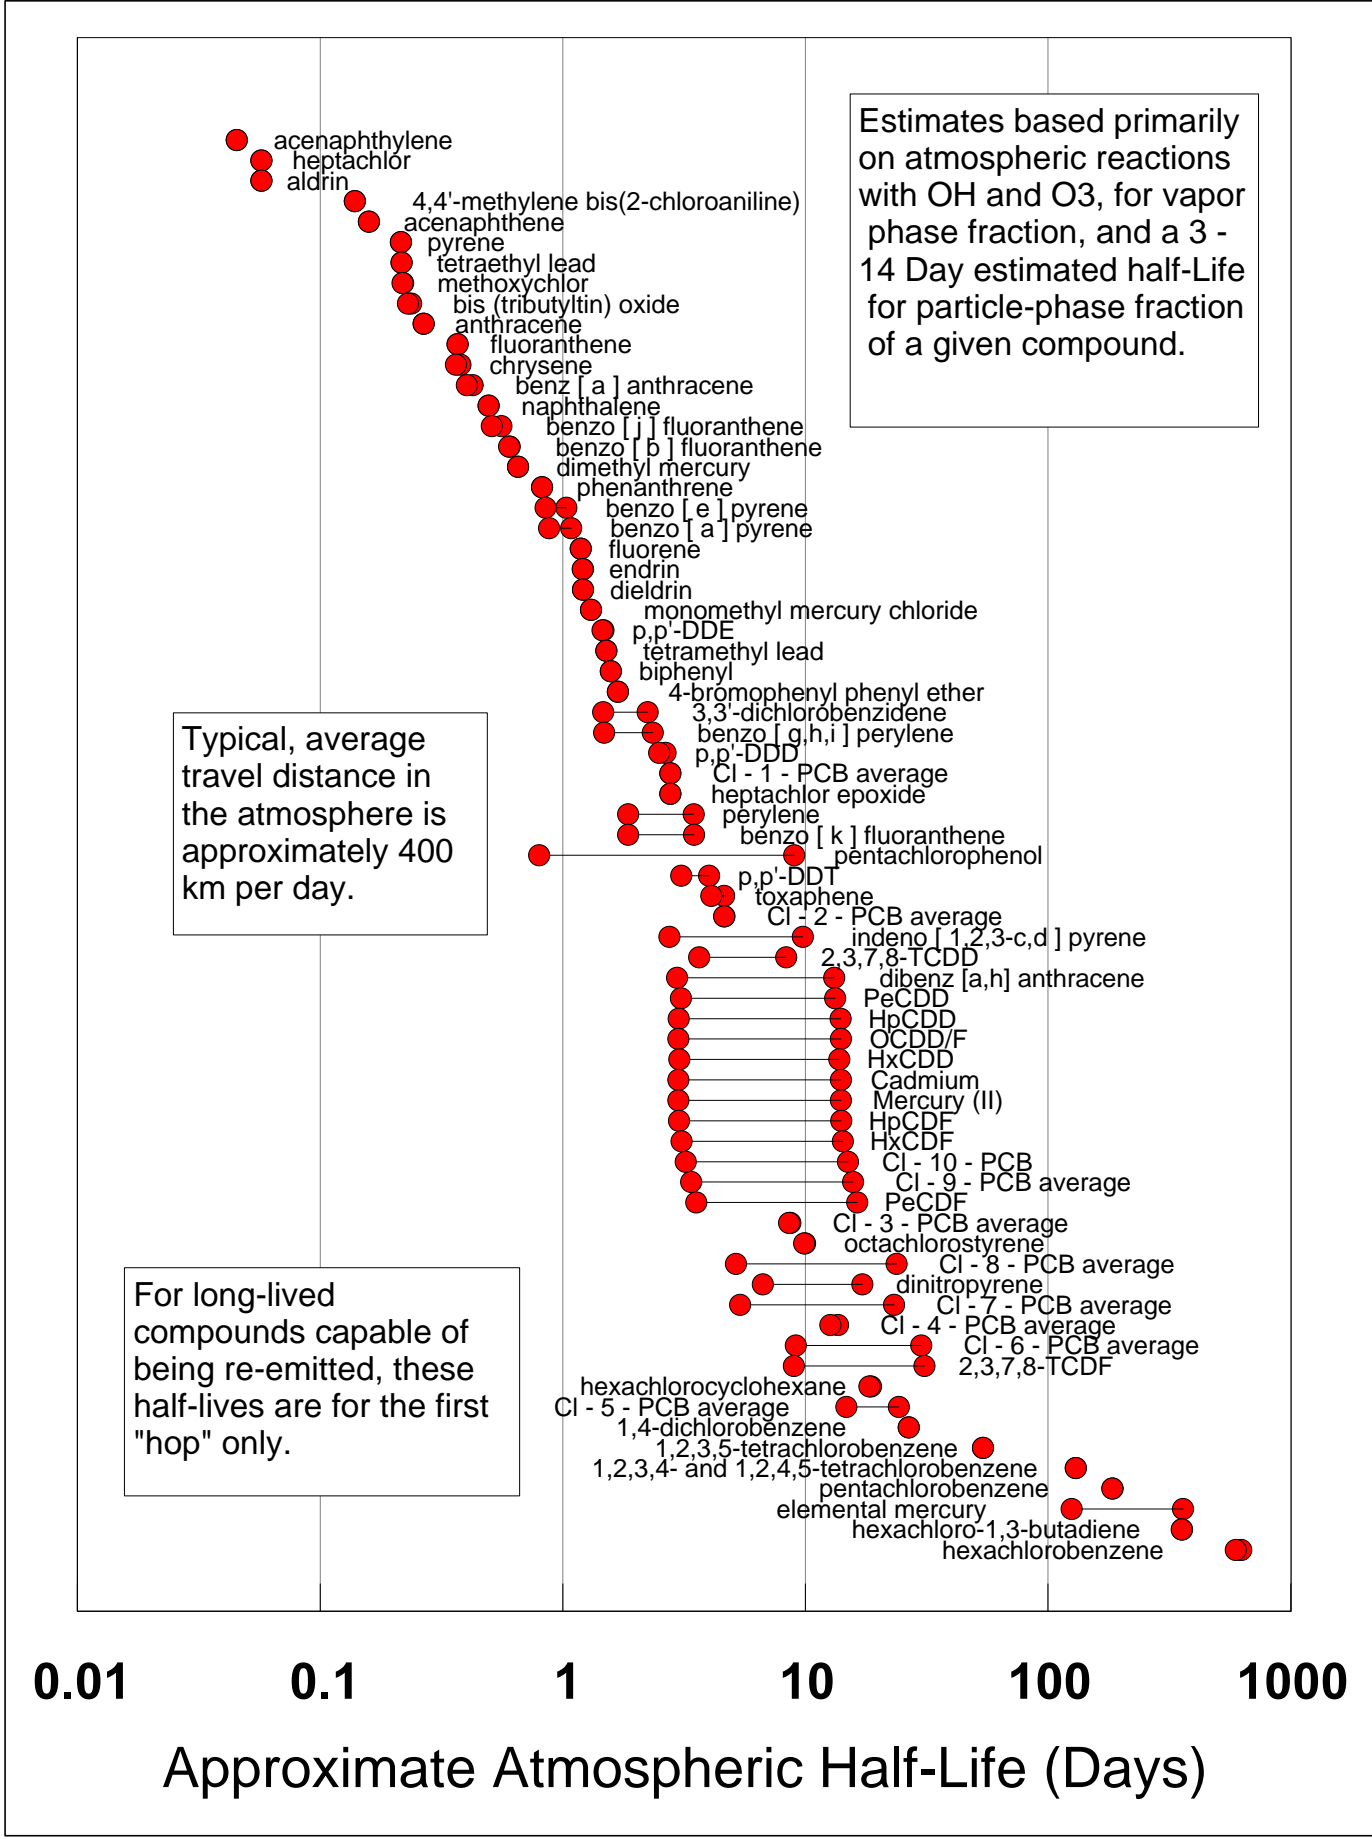 Estimates based primarily
on atmospheric reactions
with OH and O3, for vapor
phase fraction, and a 3 -
14 Day estimated half-Life
for particle-phase fraction
of a given compound.
acenaphthylene
heptachlor
aldrin
4,4'-methylene bis(2-chloroaniline)
acenaphthene
pyrene
tetraethyl lead
methoxychlor
bis (tributyltin) oxide
anthracene
fluoranthene
chrysene
benz [ a ] anthracene
naphthalene
benzo [ j ] fluoranthene
benzo [ b ] fluoranthene
dimethyl mercury
phenanthrene
benzo [ e ] pyrene
benzo [ a ] pyrene
fluorene
endrin
dieldrin
monomethyl mercury chloride
p,p'-DDE
tetramethyl lead
biphenyl
4-bromophenyl phenyl ether
3,3'-dichlorobenzidene
benzo [ g,h,i ] perylene
p,p'-DDD
Cl - 1 - PCB average
heptachlor epoxide
perylene
benzo [ k ] fluoranthene
pentachlorophenol
p,p'-DDT
toxaphene
Cl - 2 - PCB average
indeno [ 1,2,3-c,d ] pyrene
2,3,7,8-TCDD
dibenz [a,h] anthracene
PeCDD
HpCDD
OCDD/F
HxCDD
Cadmium
Mercury (II)
HpCDF
HxCDF
Cl - 10 - PCB
Cl - 9 - PCB average
PeCDF
Cl - 3 - PCB average
octachlorostyrene
Cl - 8 - PCB average
dinitropyrene
Cl - 7 - PCB average
Cl - 4 - PCB average
Cl - 6 - PCB average
2,3,7,8-TCDF
hexachlorocyclohexane
Cl - 5 - PCB average
1,4-dichlorobenzene
1,2,3,5-tetrachlorobenzene
1,2,3,4- and 1,2,4,5-tetrachlorobenzene
pentachlorobenzene
elemental mercury
hexachloro-1,3-butadiene
hexachlorobenzene
Typical, average
travel distance in
the atmosphere is
approximately 400
km per day.
For long-lived
compounds capable of
being re-emitted, these
half-lives are for the first
"hop" only.
0.01 0.1 1 10 100 1000
Approximate Atmospheric Half-Life (Days)